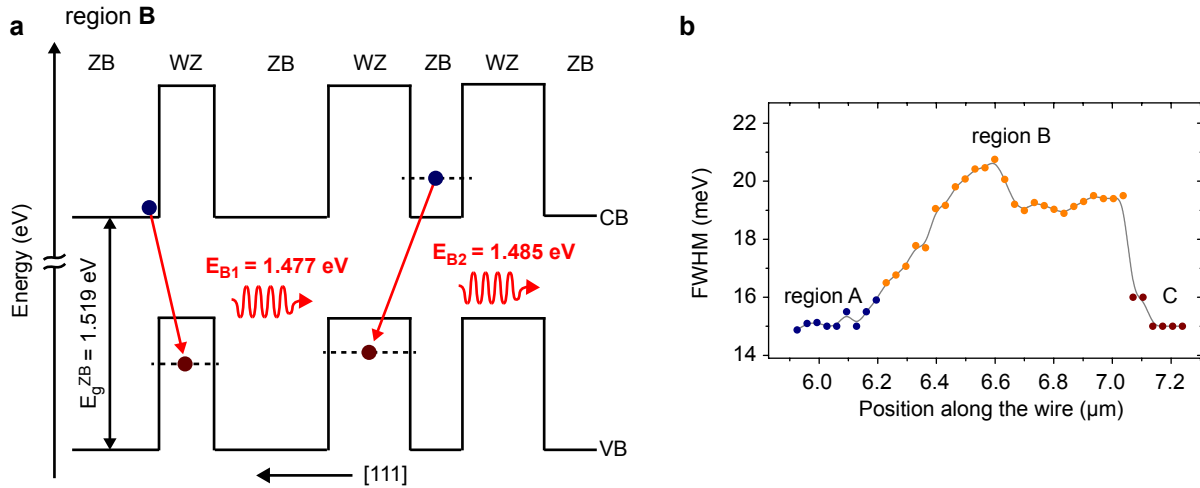 a
region B
ZB WZ ZB WZ ZB WZ ZB
Energy (eV)
E_g^ZB = 1.519 eV
CB
E_B1 = 1.477 eV
E_B2 = 1.485 eV
VB
[111]
b
FWHM (meV)
22
20
18
16
14
region A
region B
C
6.0 6.2 6.4 6.6 6.8 7.0 7.2
Position along the wire (µm)